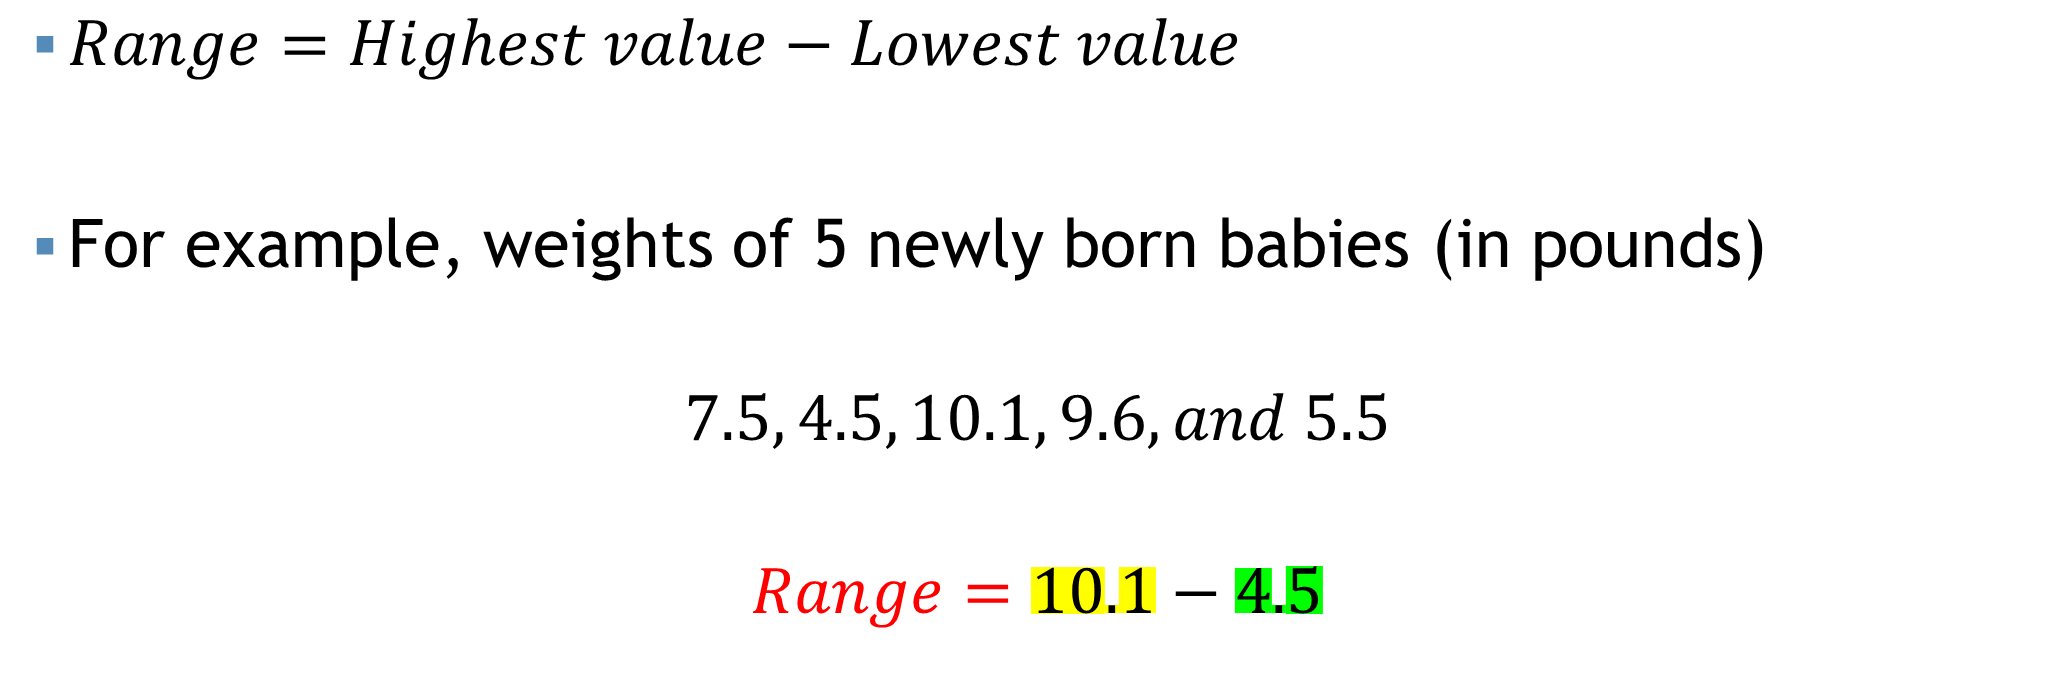 ▪ Range = Highest value − Lowest value
▪ For example, weights of 5 newly born babies (in pounds)
7.5, 4.5, 10.1, 9.6, and 5.5
Range = 10.1 − 4.5